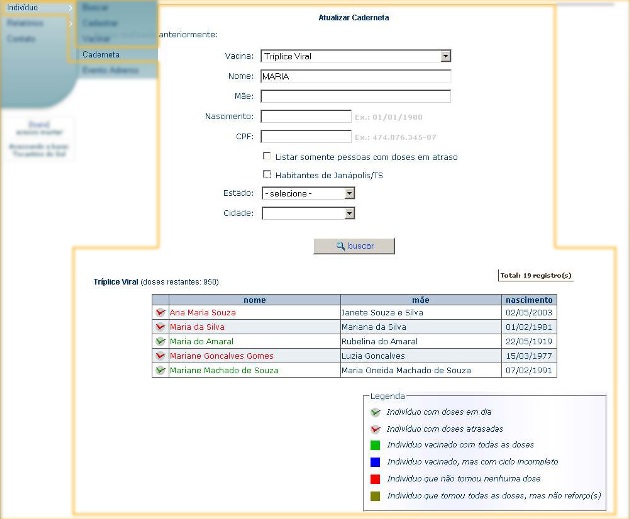 Indivíduo
Relatórios
Contato
Buscar
Cadastrar
Vacinar
Caderneta
Evento Adverso
Atualizar Caderneta
anteriormente:
Vacina: Tríplice Viral
Nome: MARIA
Mãe:
Nascimento: Ex.: 01/01/1980
CPF: Ex.: 474.876.345-07
Listar somente pessoas com doses em atraso
Habitantes de Janápolis/TS
Estado: - selecione -
Cidade:
buscar
Total: 19 registro(s)
Tríplice Viral (doses restantes: 950)
nome mãe nascimento
Ana Maria Souza Janete Souza e Silva 02/05/2003
Maria da Silva Mariana da Silva 01/02/1981
Maria do Amaral Rubelina do Amaral 22/05/1919
Mariane Goncalves Gomes Luzia Goncalves 15/03/1977
Mariane Machado de Souza Maria Oneida Machado de Souza 07/02/1991
Legenda
Indivíduo com doses em dia
Indivíduo com doses atrasadas
Indivíduo vacinado com todas as doses
Indivíduo vacinado, mas com ciclo incompleto
Indivíduo que não tomou nenhuma dose
Indivíduo que tomou todas as doses, mas não reforço(s)